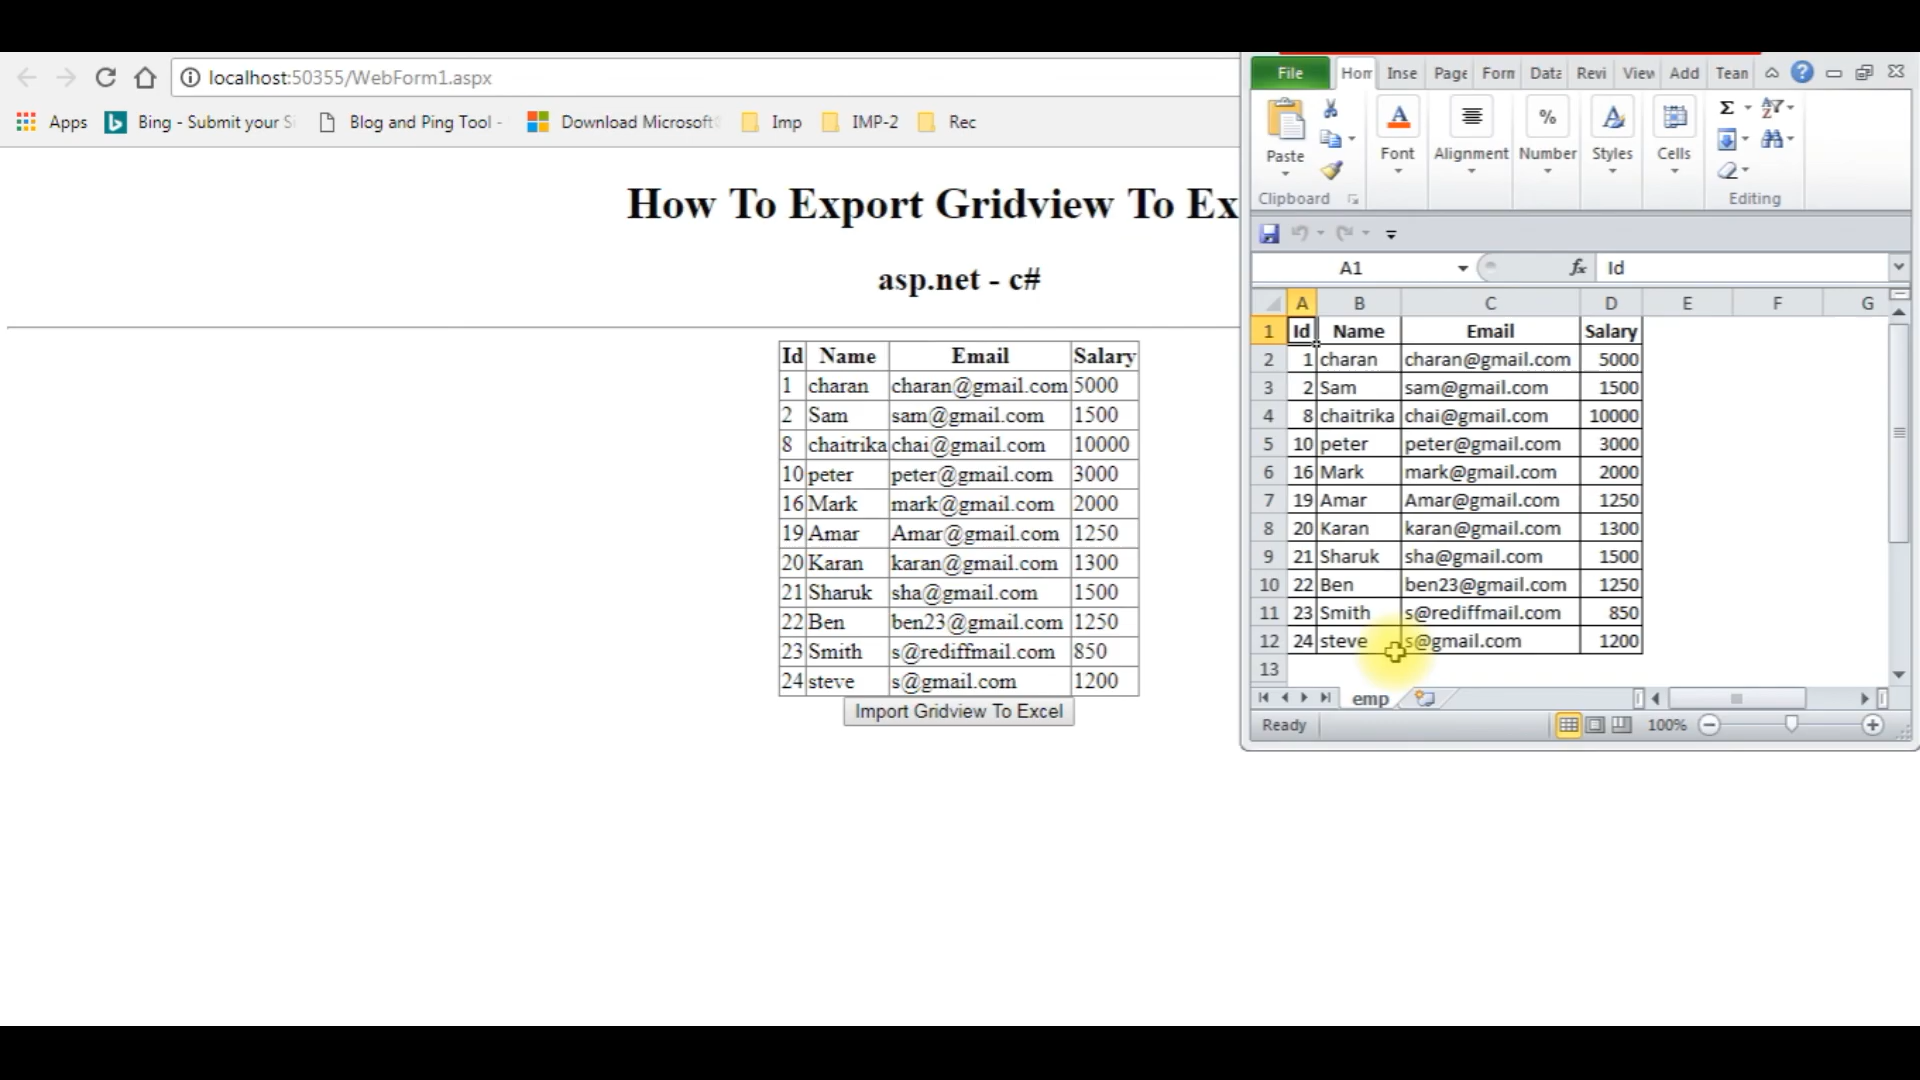 localhost:50355/WebForm1.aspx
Apps Bing - Submit your Si Blog and Ping Tool - Download Microsoft Imp IMP-2 Rec
How To Export Gridview To Ex
asp.net - c#
Id Name Email Salary
1 charan charan@gmail.com 5000
2 Sam sam@gmail.com 1500
8 chaitrika chai@gmail.com 10000
10 peter peter@gmail.com 3000
16 Mark mark@gmail.com 2000
19 Amar Amar@gmail.com 1250
20 Karan karan@gmail.com 1300
21 Sharuk sha@gmail.com 1500
22 Ben ben23@gmail.com 1250
23 Smith s@rediffmail.com 850
24 steve s@gmail.com 1200
Import Gridview To Excel
File Hom Inse Page Form Data Revi View Add Team
Paste Font Alignment Number Styles Cells
Clipboard Editing
A1 fx Id
A B C D E F G
1 Id Name Email Salary
2 1 charan charan@gmail.com 5000
3 2 Sam sam@gmail.com 1500
4 8 chaitrika chai@gmail.com 10000
5 10 peter peter@gmail.com 3000
6 16 Mark mark@gmail.com 2000
7 19 Amar Amar@gmail.com 1250
8 20 Karan karan@gmail.com 1300
9 21 Sharuk sha@gmail.com 1500
10 22 Ben ben23@gmail.com 1250
11 23 Smith s@rediffmail.com 850
12 24 steve s@gmail.com 1200
13
emp
Ready 100%